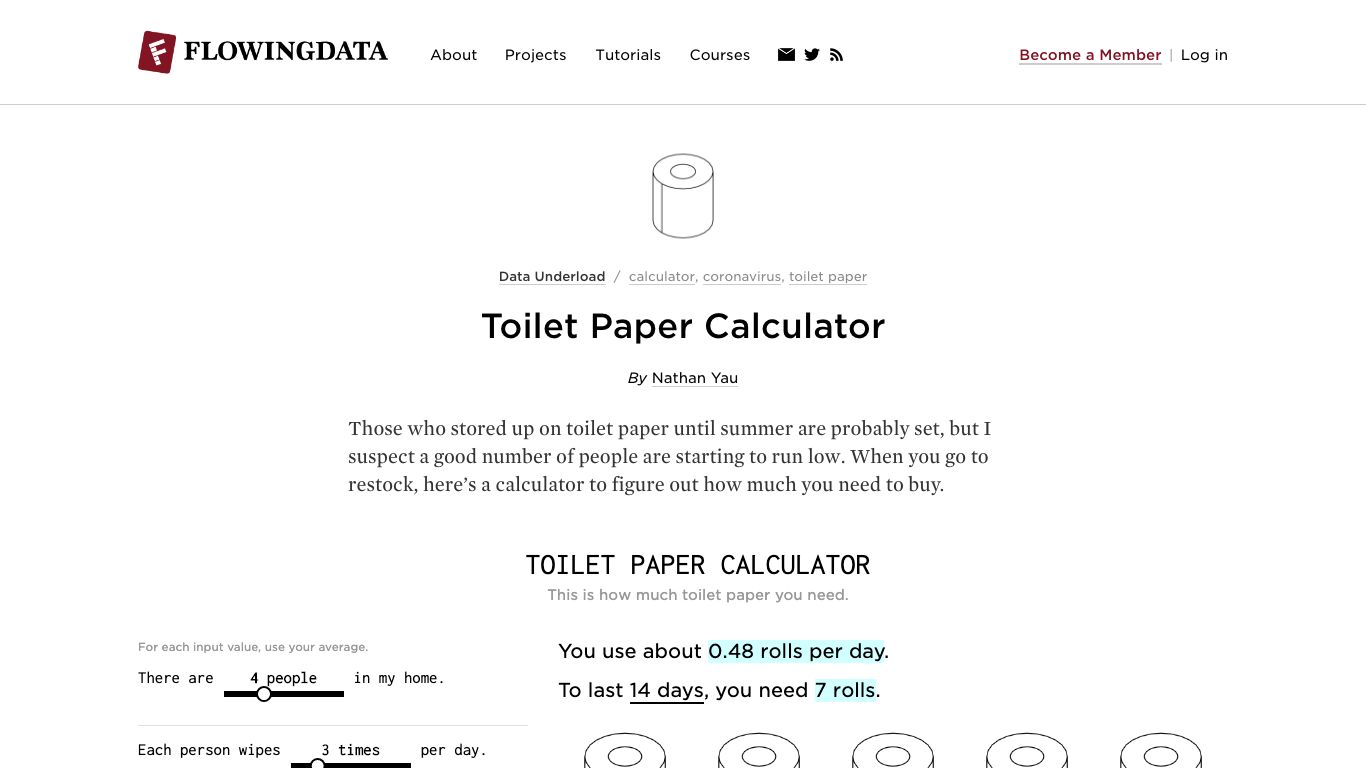 FLOWINGDATA
About Projects Tutorials Courses
Become a Member | Log in
Data Underload / calculator, coronavirus, toilet paper
Toilet Paper Calculator
By Nathan Yau
Those who stored up on toilet paper until summer are probably set, but I
suspect a good number of people are starting to run low. When you go to
restock, here’s a calculator to figure out how much you need to buy.
TOILET PAPER CALCULATOR
This is how much toilet paper you need.
For each input value, use your average.
There are 4 people in my home.
Each person wipes 3 times per day.
You use about 0.48 rolls per day.
To last 14 days, you need 7 rolls.